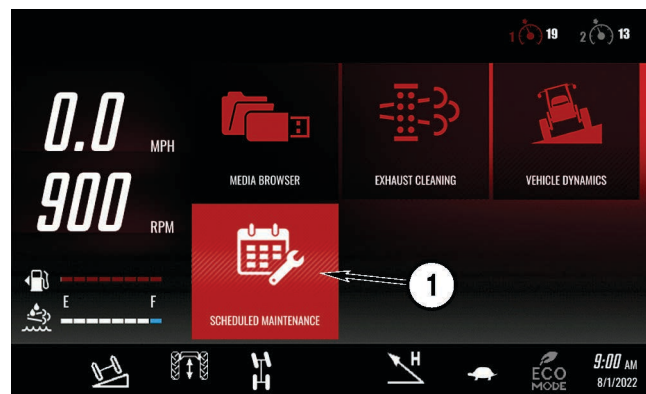 1 19 2 13
0.0 MPH
900 RPM
MEDIA BROWSER
EXHAUST CLEANING
VEHICLE DYNAMICS
SCHEDULED MAINTENANCE
1
E F
H
ECO
MODE
9:00 AM
8/1/2022